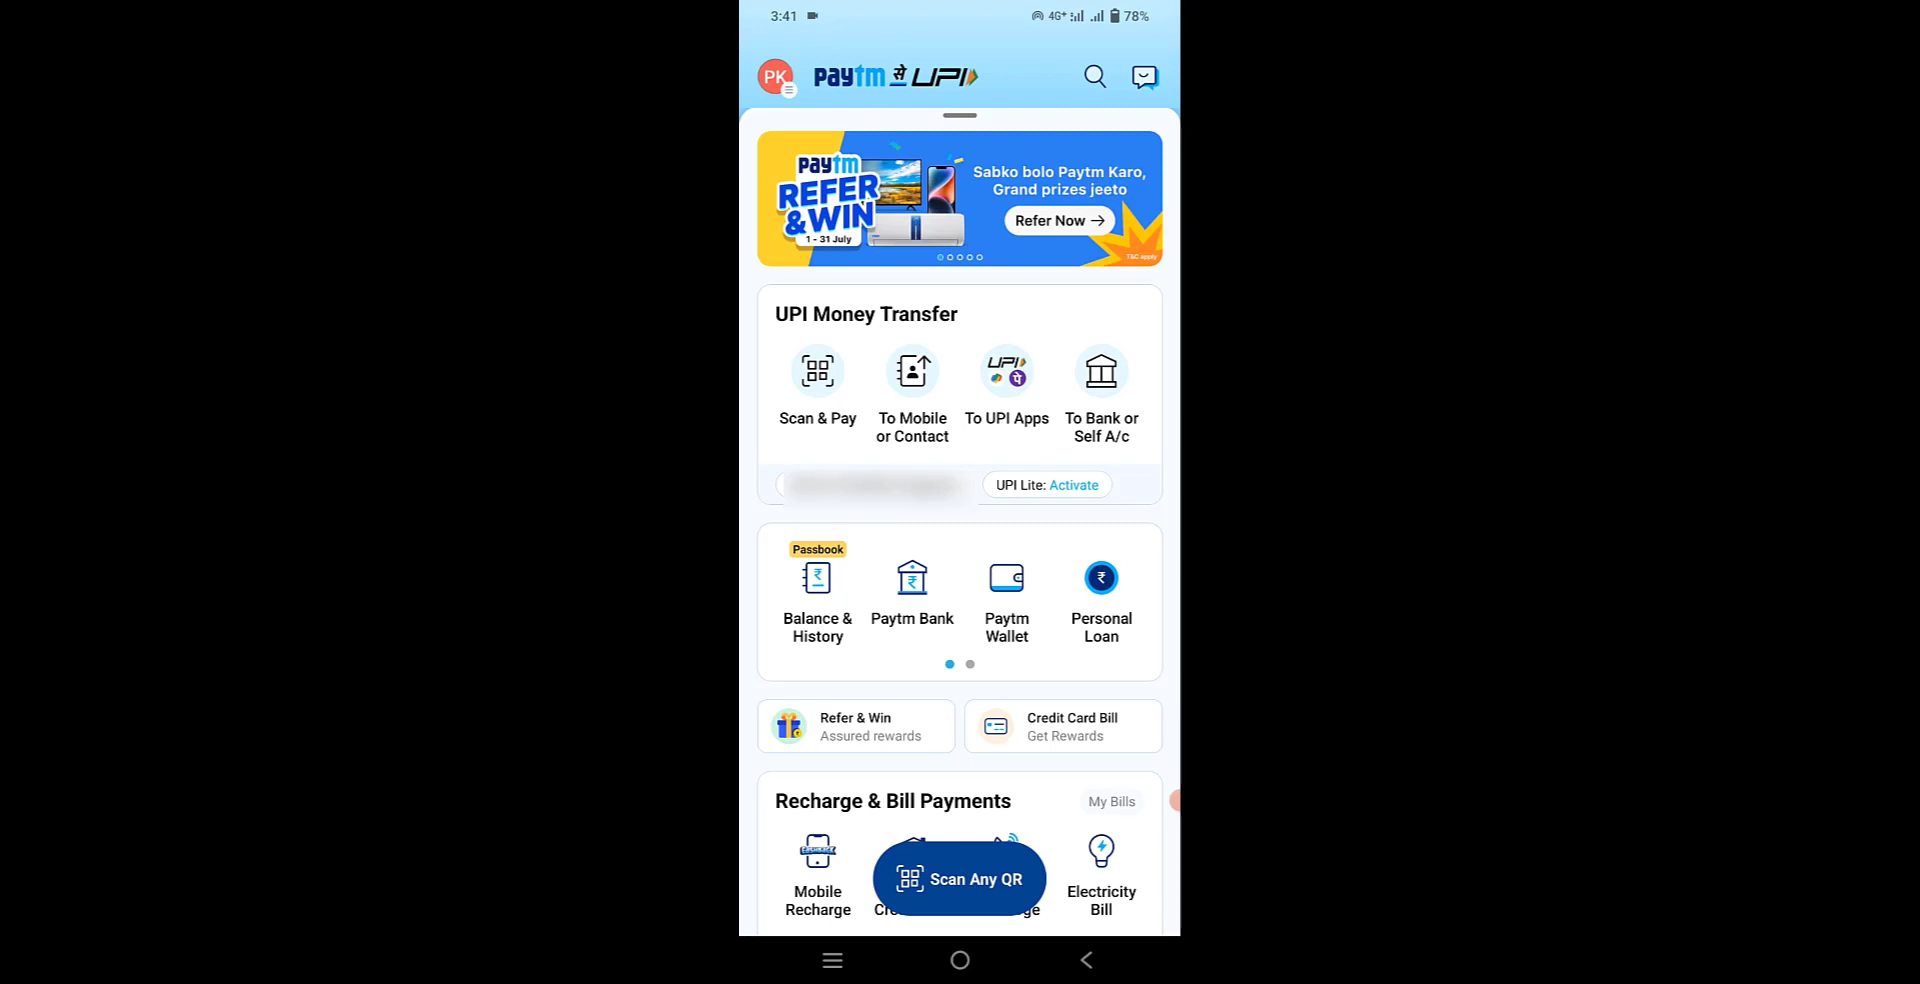 3:41
4G+
78%
PK
paytm से UPI
paytm
REFER
&WIN
1 - 31 July
Sabko bolo Paytm Karo,
Grand prizes jeeto
Refer Now →
T&C apply
UPI Money Transfer
UPI
पे
Scan & Pay
To Mobile
or Contact
To UPI Apps
To Bank or
Self A/c
UPI Lite: Activate
Passbook
₹
₹
₹
Balance &
History
Paytm Bank
Paytm
Wallet
Personal
Loan
Refer & Win
Assured rewards
Credit Card Bill
Get Rewards
Recharge & Bill Payments
My Bills
CASHBACK
Mobile
Recharge
Scan Any QR
Electricity
Bill